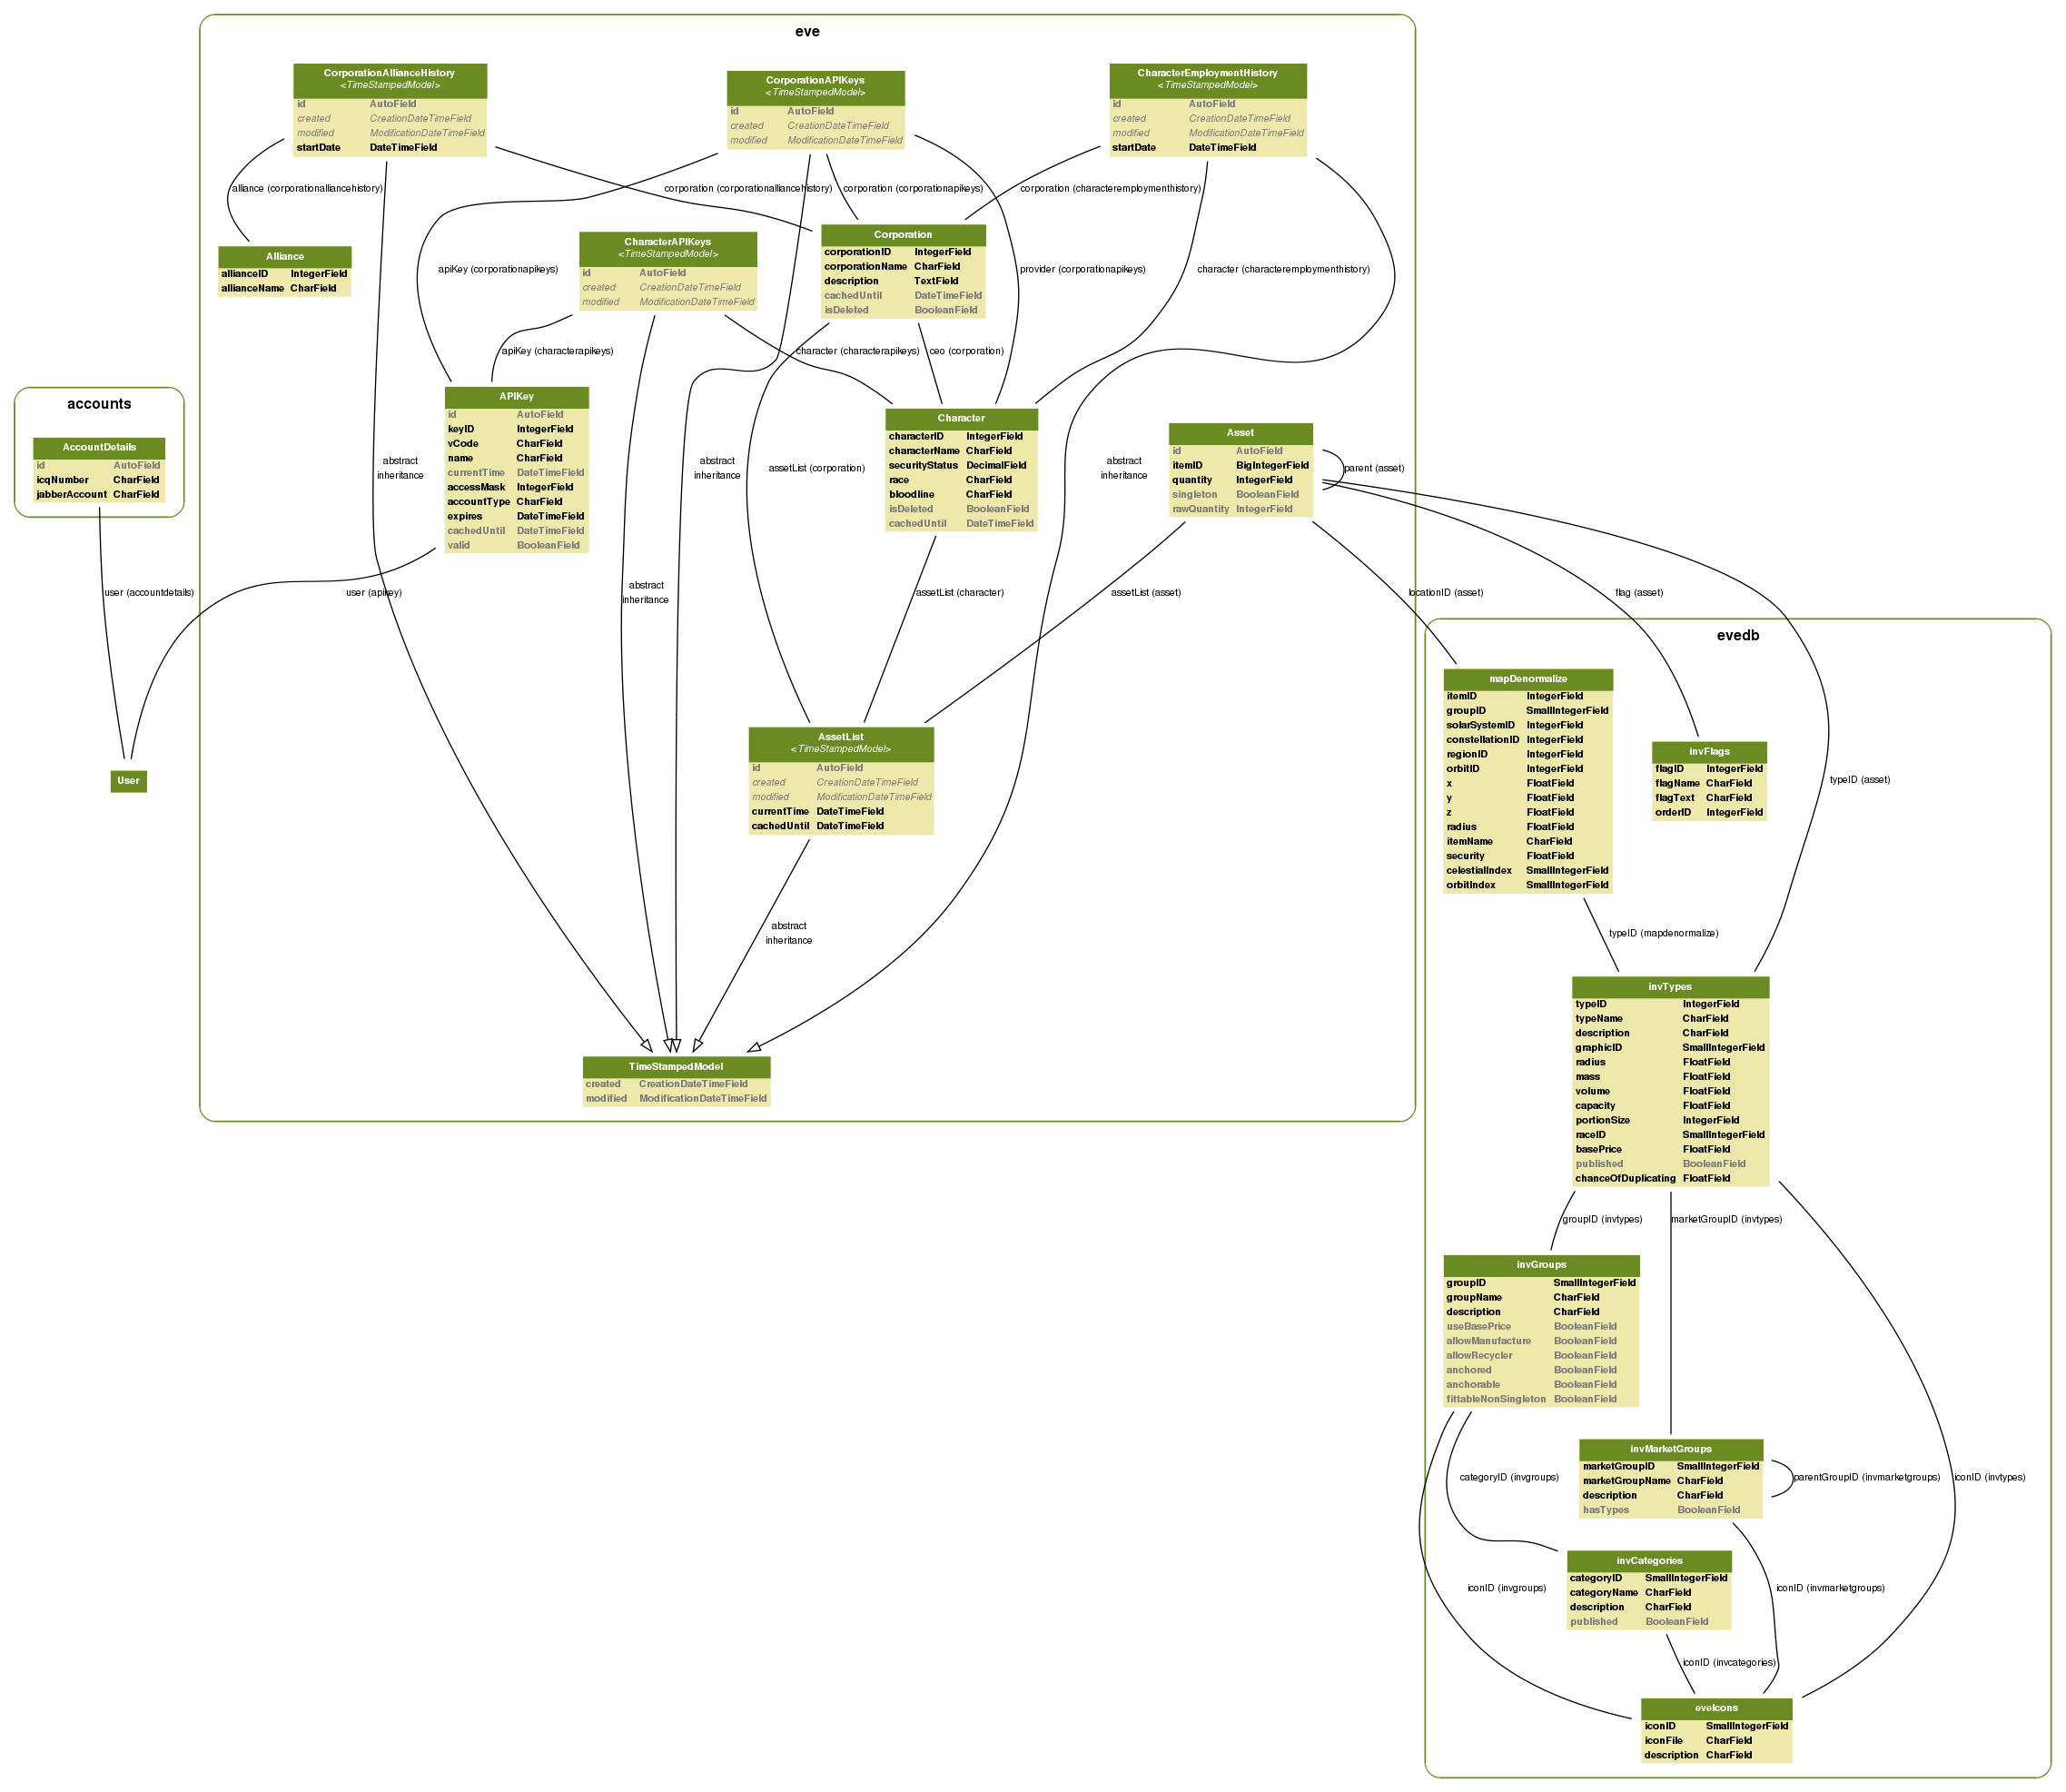 eve
CorporationAllianceHistory
<TimeStampedModel>
id AutoField
created CreationDateTimeField
modified ModificationDateTimeField
startDate DateTimeField
CorporationAPIKeys
<TimeStampedModel>
id AutoField
created CreationDateTimeField
modified ModificationDateTimeField
CharacterEmploymentHistory
<TimeStampedModel>
id AutoField
created CreationDateTimeField
modified ModificationDateTimeField
startDate DateTimeField
alliance (corporationalliancehistory)
corporation (corporationalliancehistory)
corporation (corporationapikeys)
corporation (characteremploymenthistory)
Alliance
allianceID IntegerField
allianceName CharField
apiKey (corporationapikeys)
CharacterAPIKeys
<TimeStampedModel>
id AutoField
created CreationDateTimeField
modified ModificationDateTimeField
Corporation
corporationID IntegerField
corporationName CharField
description TextField
cachedUntil DateTimeField
isDeleted BooleanField
provider (corporationapikeys)
character (characteremploymenthistory)
apiKey (characterapikeys)
character (characterapikeys)
ceo (corporation)
accounts
AccountDetails
id AutoField
icqNumber CharField
jabberAccount CharField
abstract
inheritance
APIKey
id AutoField
keyID IntegerField
vCode CharField
name CharField
currentTime DateTimeField
accessMask IntegerField
accountType CharField
expires DateTimeField
cachedUntil DateTimeField
valid BooleanField
abstract
inheritance
assetList (corporation)
Character
characterID IntegerField
characterName CharField
securityStatus DecimalField
race CharField
bloodline CharField
isDeleted BooleanField
cachedUntil DateTimeField
abstract
inheritance
Asset
id AutoField
itemID BigIntegerField
quantity IntegerField
singleton BooleanField
rawQuantity IntegerField
parent (asset)
user (accountdetails)
user (apikey)
abstract
inheritance
assetList (character)
assetList (asset)
locationID (asset)
flag (asset)
typeID (asset)
User
AssetList
<TimeStampedModel>
id AutoField
created CreationDateTimeField
modified ModificationDateTimeField
currentTime DateTimeField
cachedUntil DateTimeField
abstract
inheritance
TimeStampedModel
created CreationDateTimeField
modified ModificationDateTimeField
evedb
mapDenormalize
itemID IntegerField
groupID SmallIntegerField
solarSystemID IntegerField
constellationID IntegerField
regionID IntegerField
orbitID IntegerField
x FloatField
y FloatField
z FloatField
radius FloatField
itemName CharField
security FloatField
celestialIndex SmallIntegerField
orbitIndex SmallIntegerField
invFlags
flagID IntegerField
flagName CharField
flagText CharField
orderID IntegerField
typeID (mapdenormalize)
invTypes
typeID IntegerField
typeName CharField
description CharField
graphicID SmallIntegerField
radius FloatField
mass FloatField
volume FloatField
capacity FloatField
portionSize IntegerField
raceID SmallIntegerField
basePrice FloatField
published BooleanField
chanceOfDuplicating FloatField
groupID (invtypes)
marketGroupID (invtypes)
invGroups
groupID SmallIntegerField
groupName CharField
description CharField
useBasePrice BooleanField
allowManufacture BooleanField
allowRecycler BooleanField
anchored BooleanField
anchorable BooleanField
fittableNonSingleton BooleanField
categoryID (invgroups)
invMarketGroups
marketGroupID SmallIntegerField
marketGroupName CharField
description CharField
hasTypes BooleanField
parentGroupID (invmarketgroups)
iconID (invtypes)
iconID (invgroups)
invCategories
categoryID SmallIntegerField
categoryName CharField
description CharField
published BooleanField
iconID (invmarketgroups)
iconID (invcategories)
eveIcons
iconID SmallIntegerField
iconFile CharField
description CharField